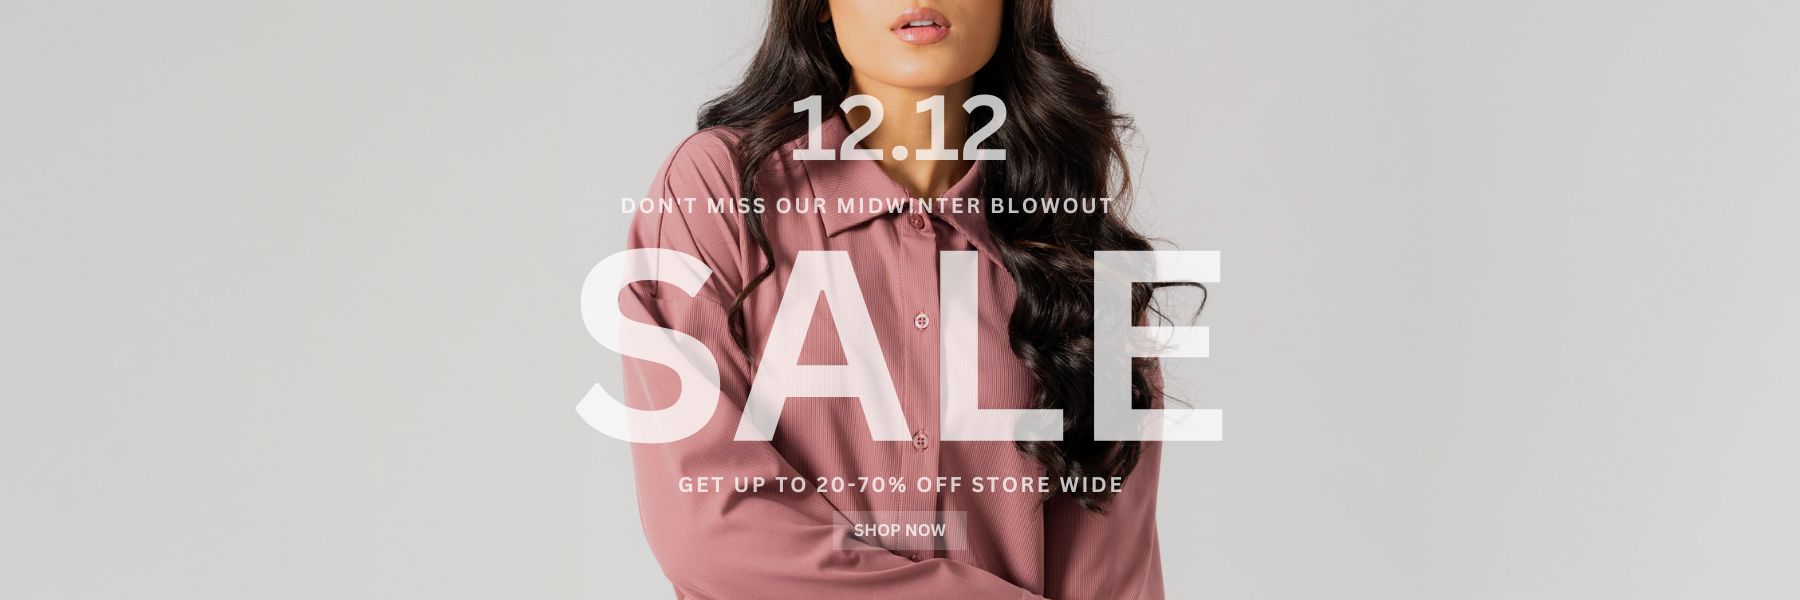 12.12
DON'T MISS OUR MIDWINTER BLOWOUT
SALE
GET UP TO 20-70% OFF STORE WIDE
SHOP NOW